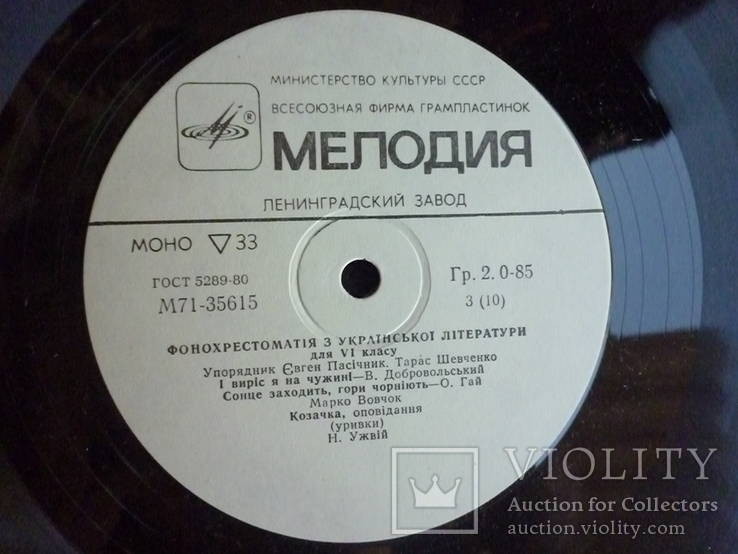 МИНИСТЕРСТВО КУЛЬТУРЫ СССР
ВСЕСОЮЗНАЯ ФИРМА ГРАМПЛАСТИНОК
®
МЕЛОДИЯ
ЛЕНИНГРАДСКИЙ ЗАВОД
МОНО ▽ 33
ГОСТ 5289-80
М71-35615
Гр. 2. 0-85
3 (10)
ФОНОХРЕСТОМАТІЯ З УКРАЇНСЬКОЇ ЛІТЕРАТУРИ
для VI класу
Упорядник Євген Пасічник. Тарас Шевченко
І виріс я на чужині—В. Добровольський
Сонце заходить, гори чорніють—О. Гай
Марко Вовчок
Козачка, оповідання
(уривки)
Н. Ужвій
VIOLITY
Auction for Collectors
auction.violity.com